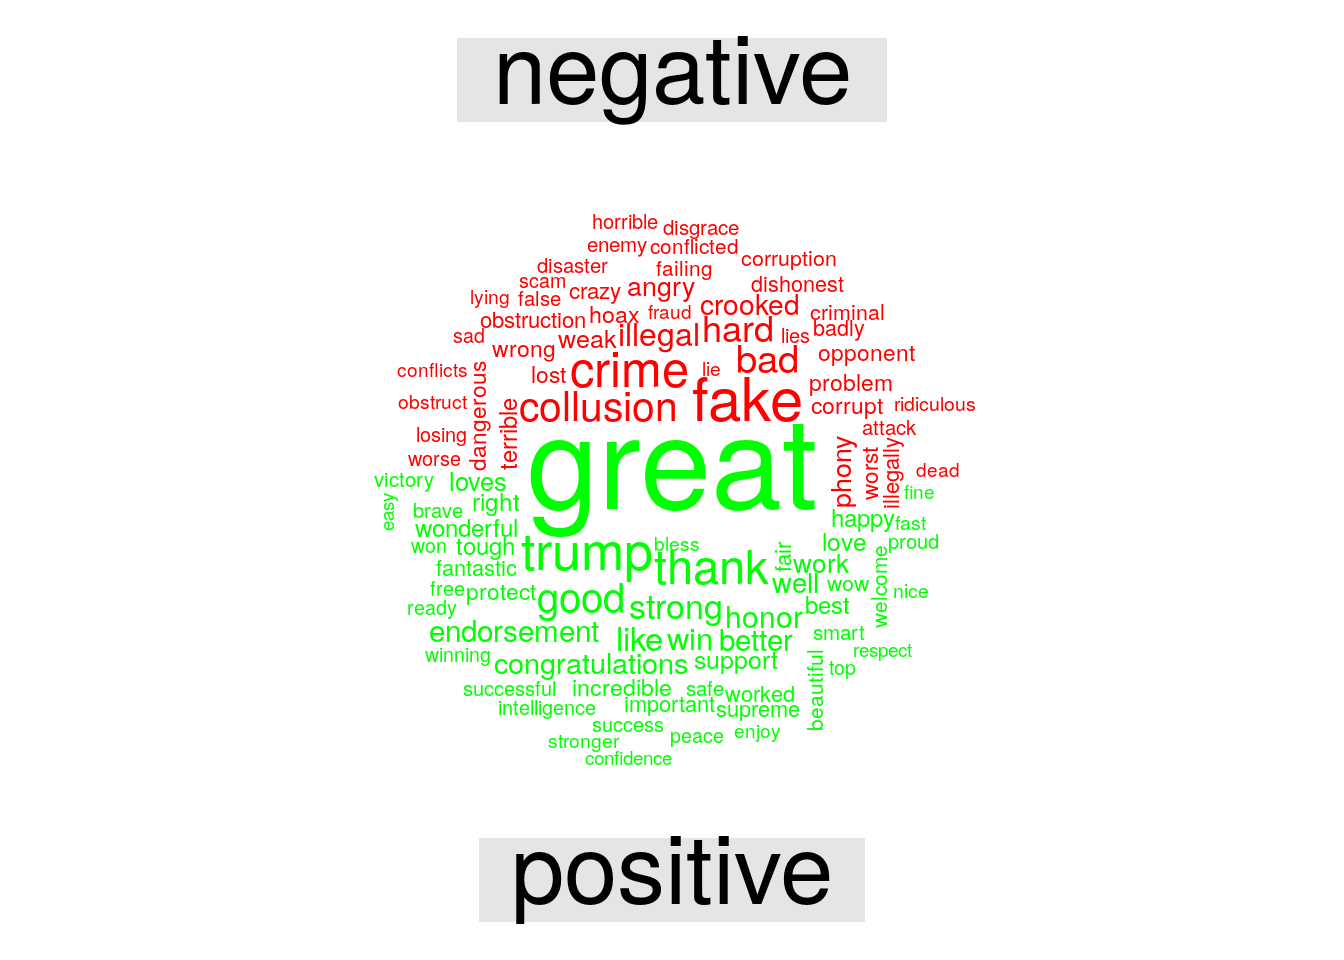 negative
horrible disgrace
enemy conflicted
disaster failing corruption
scam crazy angry dishonest
lying false hoax fraud crooked criminal
sad obstruction weak illegal hard lies badly
wrong crime lie bad opponent
conflicts lost problem
obstruct dangerous terrible collusion fake corrupt ridiculous
losing attack
worse phony worst illegally dead
great
victory loves fine
easy brave right happy fast
wonderful
won tough trump bless thank fair love proud
fantastic work
free protect good well wow welcome nice
ready strong honor best
endorsement like win better smart
winning congratulations support respect
successful incredible safe worked beautiful top
intelligence important supreme
success
stronger peace enjoy
confidence
positive